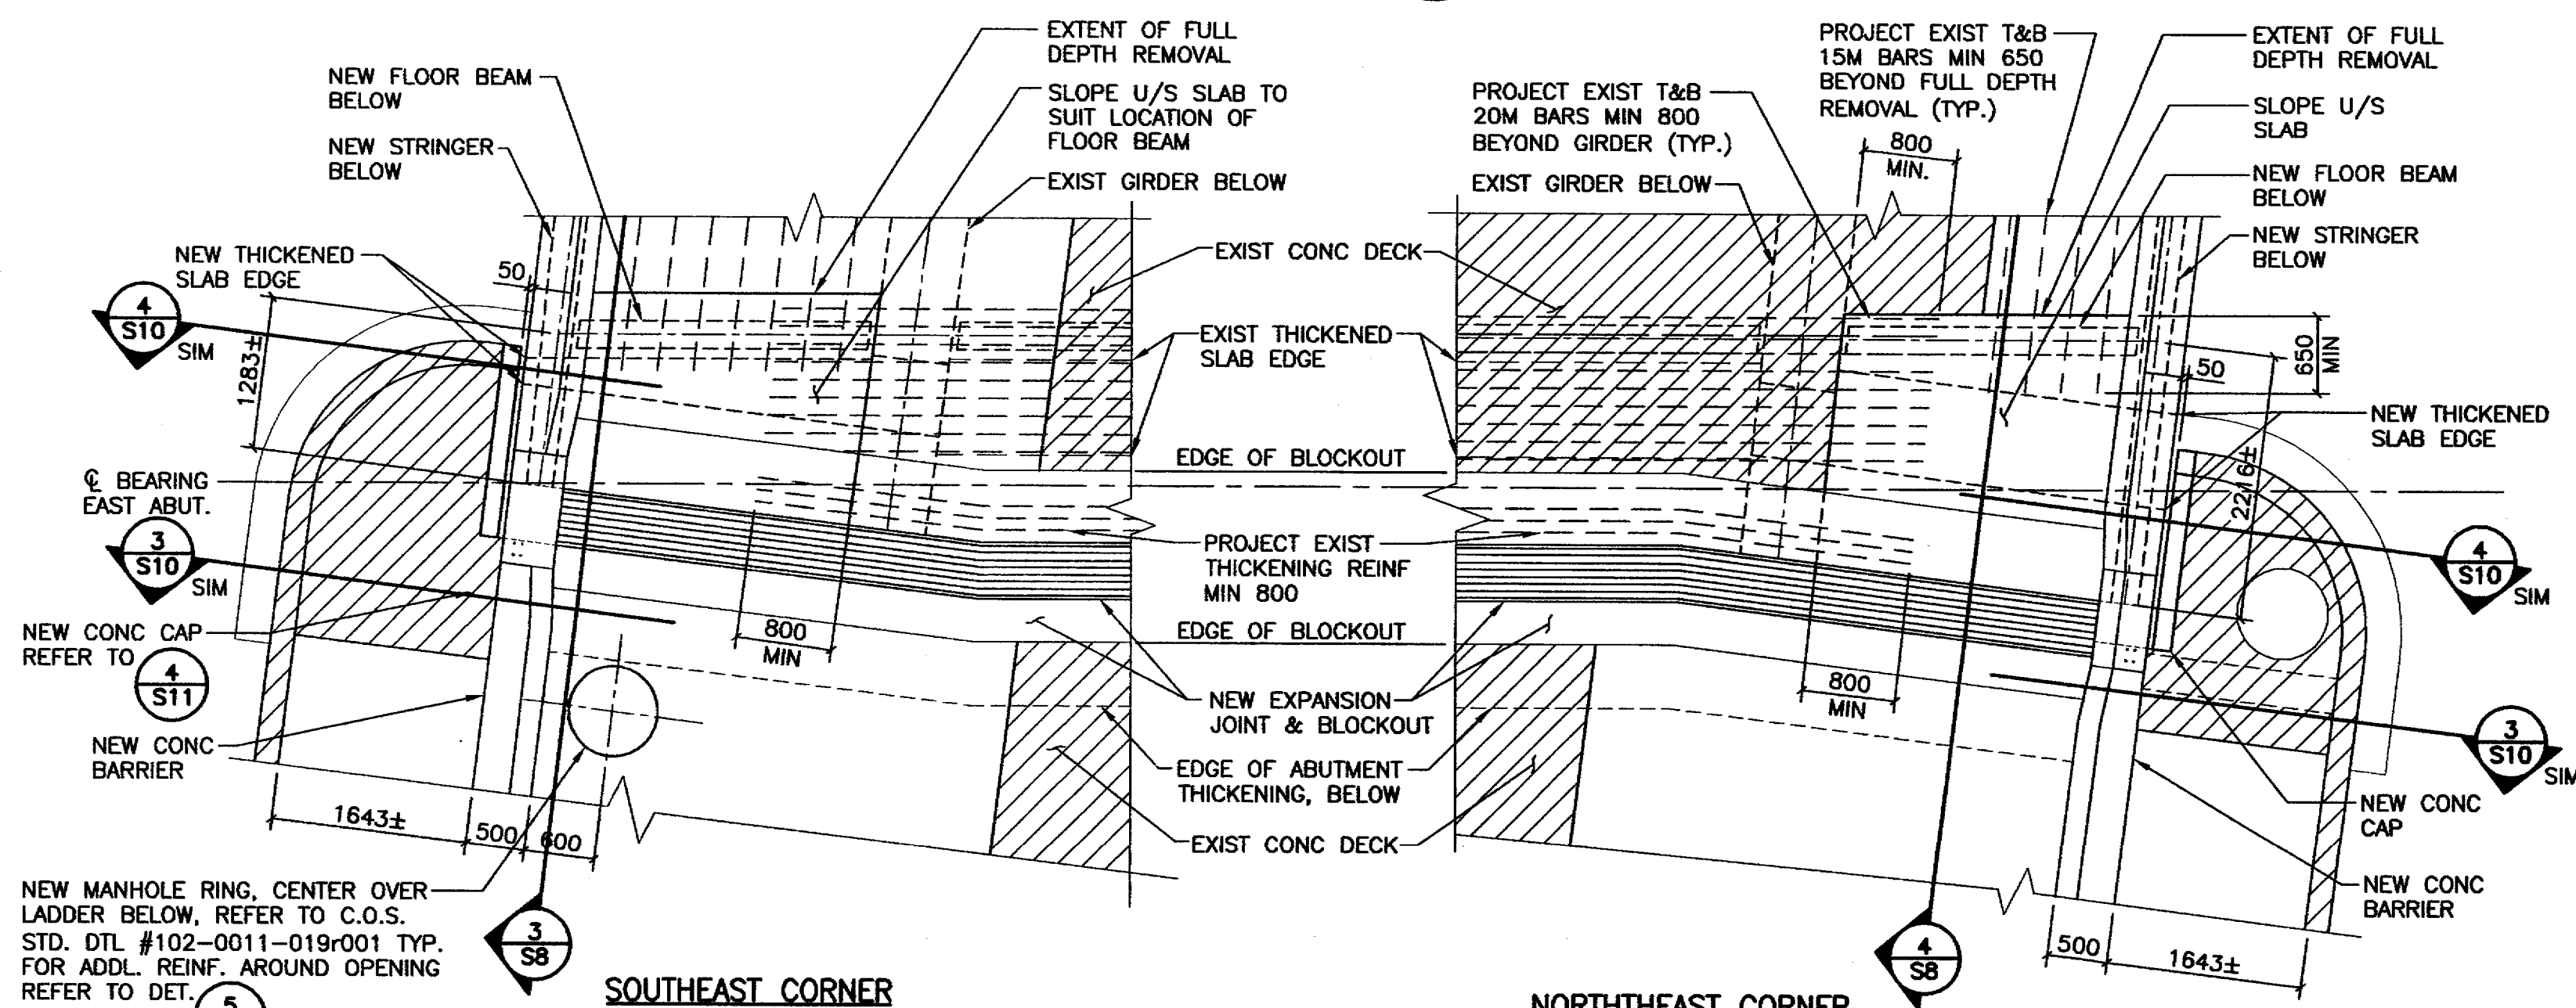 EXTENT OF FULL
DEPTH REMOVAL
NEW FLOOR BEAM
BELOW
SLOPE U/S SLAB TO
SUIT LOCATION OF
FLOOR BEAM
NEW STRINGER
BELOW
EXIST GIRDER BELOW
NEW THICKENED
SLAB EDGE
50
4
S10
SIM
1283±
℄ BEARING
EAST ABUT.
3
S10
SIM
NEW CONC CAP
REFER TO
4
S11
NEW CONC
BARRIER
1643±
500
600
800
MIN
NEW MANHOLE RING, CENTER OVER
LADDER BELOW, REFER TO C.O.S.
STD. DTL #102-0011-019r001 TYP.
FOR ADDL. REINF. AROUND OPENING
REFER TO DET.
5
3
S8
SOUTHEAST CORNER
EXIST CONC DECK
EXIST THICKENED
SLAB EDGE
EDGE OF BLOCKOUT
PROJECT EXIST
THICKENING REINF
MIN 800
EDGE OF BLOCKOUT
NEW EXPANSION
JOINT & BLOCKOUT
EDGE OF ABUTMENT
THICKENING, BELOW
EXIST CONC DECK
PROJECT EXIST T&B
15M BARS MIN 650
BEYOND FULL DEPTH
REMOVAL (TYP.)
PROJECT EXIST T&B
20M BARS MIN 800
BEYOND GIRDER (TYP.)
EXIST GIRDER BELOW
800
MIN.
EXTENT OF FULL
DEPTH REMOVAL
SLOPE U/S
SLAB
NEW FLOOR BEAM
BELOW
NEW STRINGER
BELOW
650
MIN
50
NEW THICKENED
SLAB EDGE
2216±
4
S10
SIM
3
S10
SIM
800
MIN
NEW CONC
CAP
NEW CONC
BARRIER
500
1643±
4
S8
NORTHTHEAST CORNER